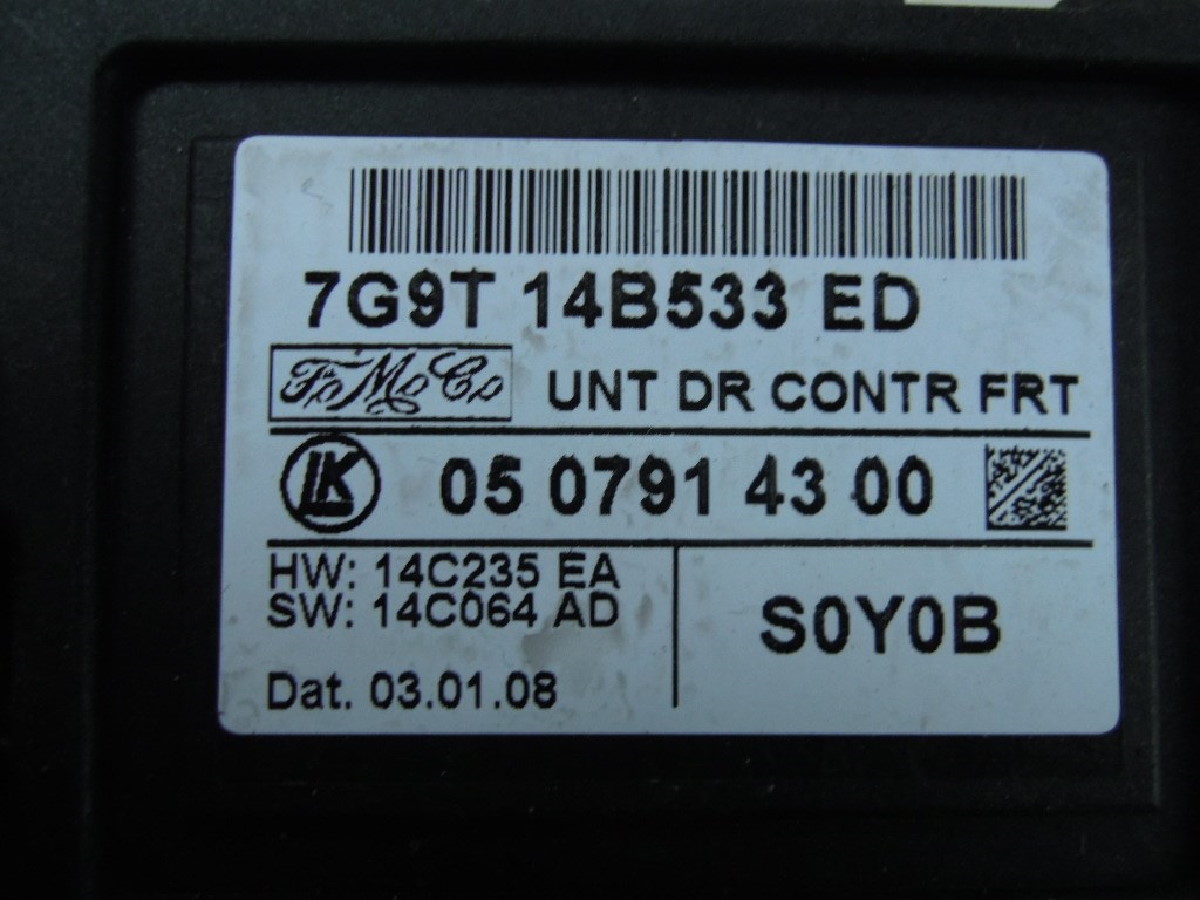 7G9T 14B533 ED
FoMoCo UNT DR CONTR FRT
LK 05 0791 43 00
HW: 14C235 EA
SW: 14C064 AD
S0Y0B
Dat. 03.01.08